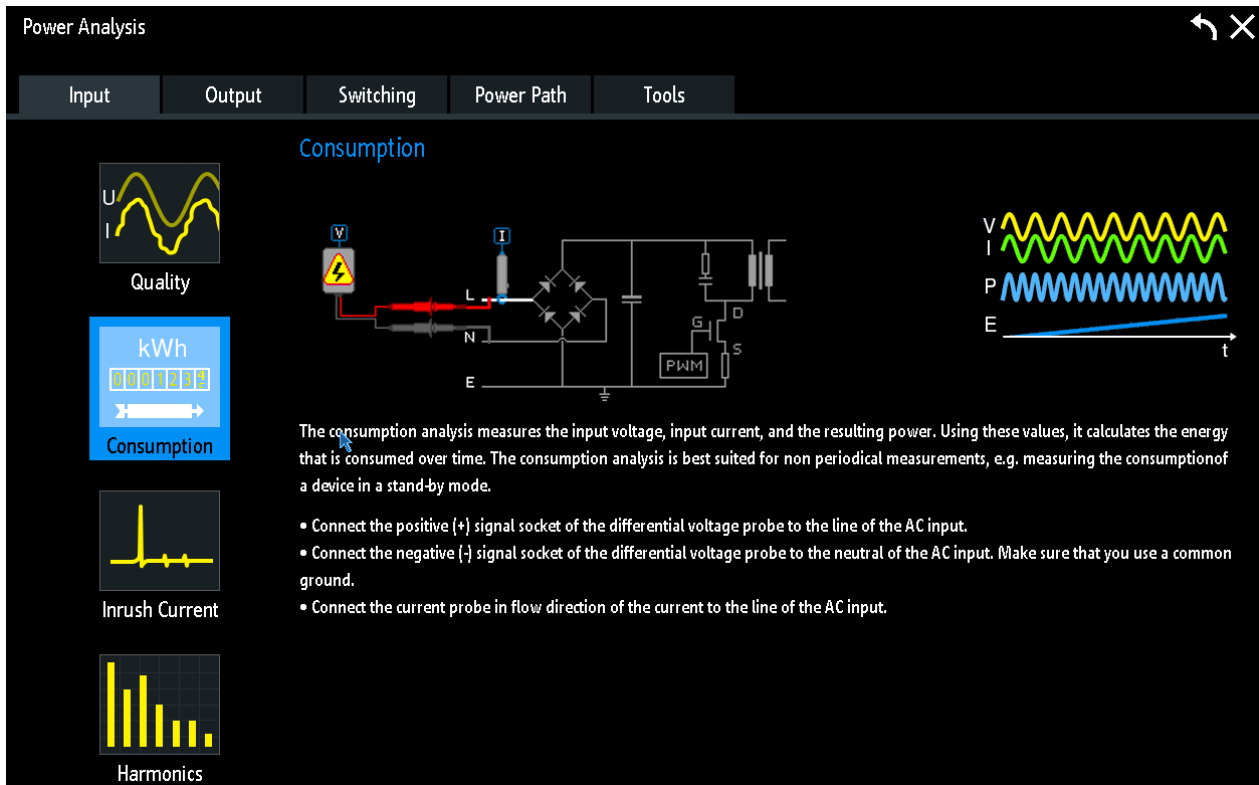 Power Analysis
Input Output Switching Power Path Tools
Consumption
U
I
Quality
kWh
0001234
Consumption
Inrush Current
Harmonics
V
I
L
N
E
G
D
S
PWM
V
I
P
E
t
The consumption analysis measures the input voltage, input current, and the resulting power. Using these values, it calculates the energy
that is consumed over time. The consumption analysis is best suited for non periodical measurements, e.g. measuring the consumptionof
a device in a stand-by mode.
• Connect the positive (+) signal socket of the differential voltage probe to the line of the AC input.
• Connect the negative (-) signal socket of the differential voltage probe to the neutral of the AC input. Make sure that you use a common
ground.
• Connect the current probe in flow direction of the current to the line of the AC input.